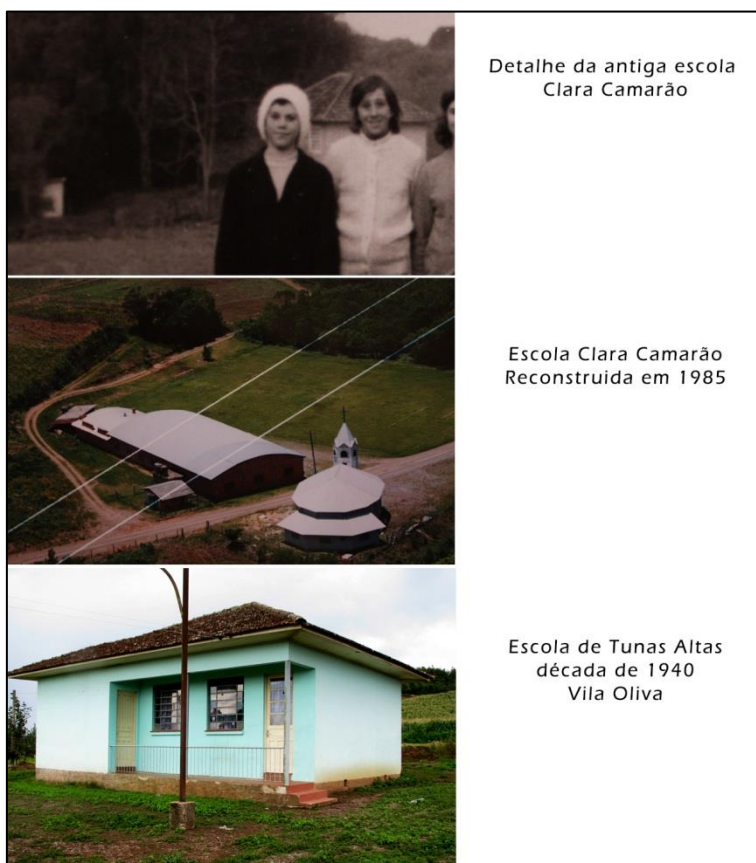 Detalhe da antiga escola
Clara Camarão
Escola Clara Camarão
Reconstruida em 1985
Escola de Tunas Altas
década de 1940
Vila Oliva